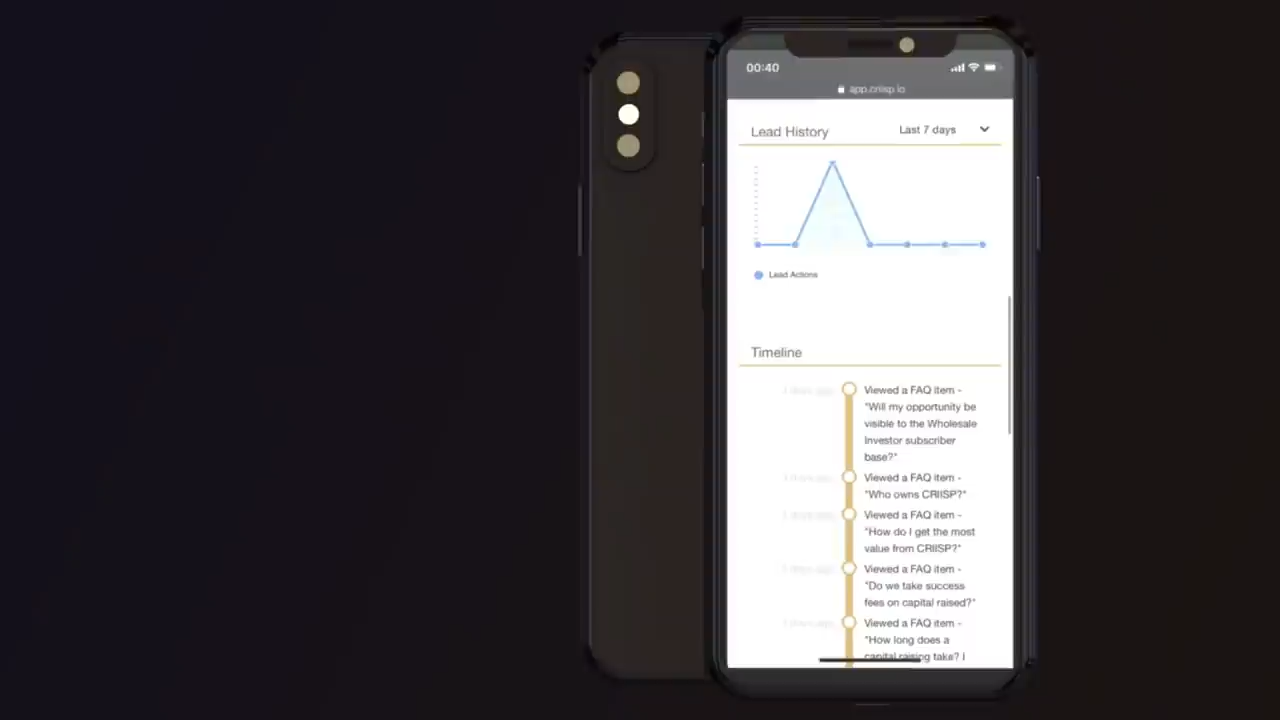 00:40
app.criisp.io
Lead History
Last 7 days
Lead Actions
Timeline
Viewed a FAQ item -
"Will my opportunity be
visible to the Wholesale
Investor subscriber
base?"
Viewed a FAQ item -
"Who owns CRIISP?"
Viewed a FAQ item -
"How do I get the most
value from CRIISP?"
Viewed a FAQ item -
"Do we take success
fees on capital raised?"
Viewed a FAQ item -
"How long does a
capital raising take? I